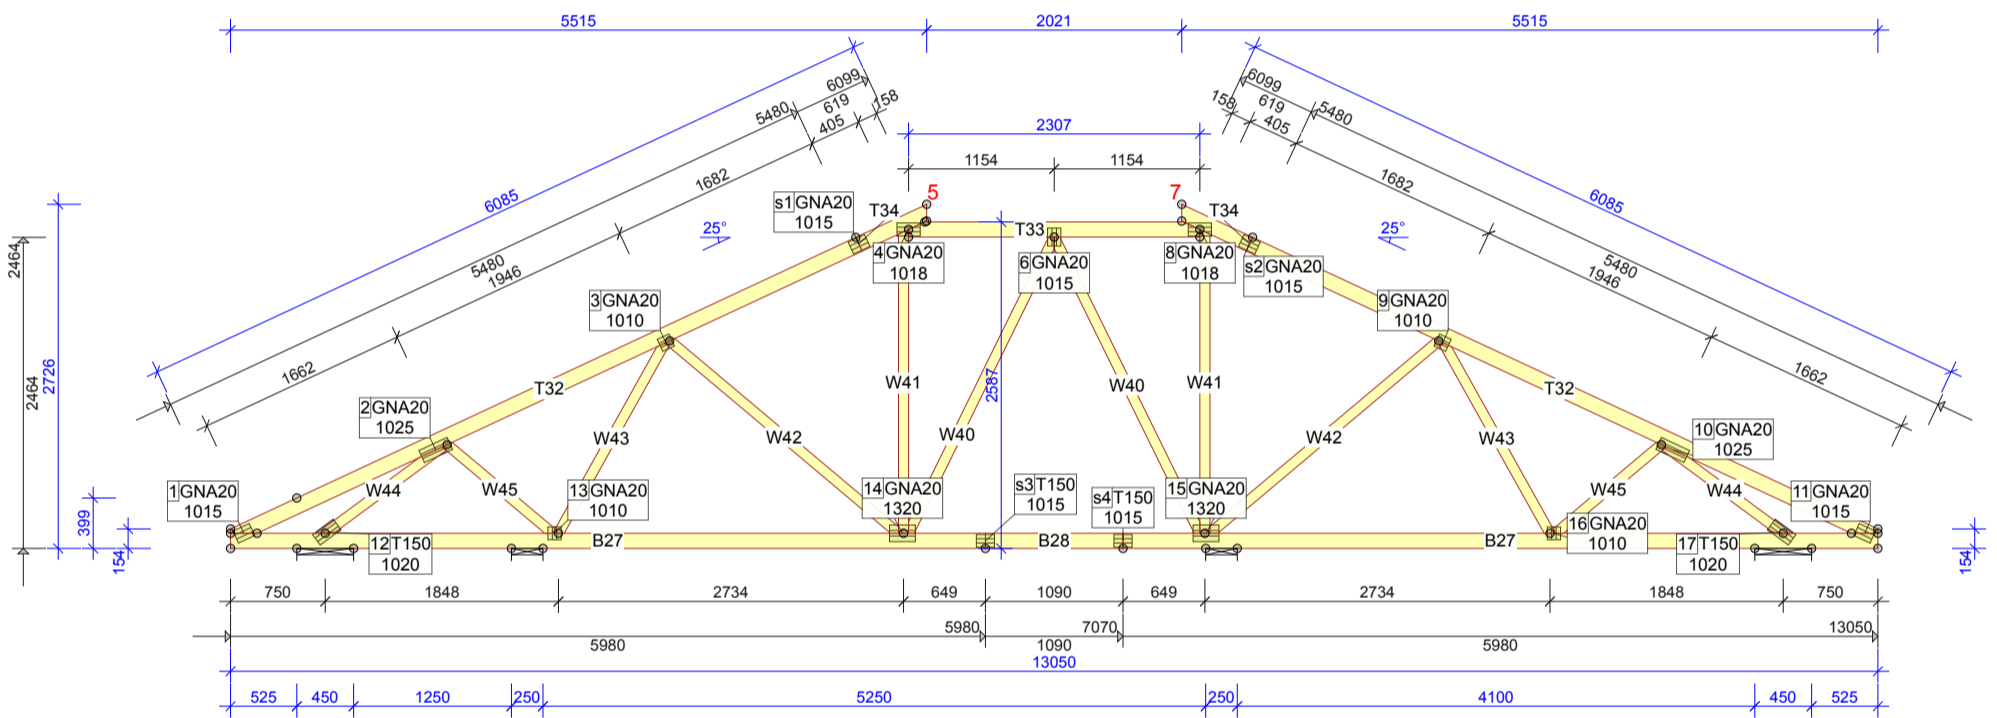 5515
2021
5515
6099
619
158
5480
405
6085
1682
5480
1946
1662
2307
1154
1154
6099
158
619
405
5480
1682
6085
5480
1946
1662
5
7
s1 GNA20
1015
T34
T33
T34
25°
25°
4 GNA20
1018
6 GNA20
1015
8 GNA20
1018
s2 GNA20
1015
2464
2726
2464
2587
3 GNA20
1010
9 GNA20
1010
T32
T32
W41
W41
W40
W40
2 GNA20
1025
10 GNA20
1025
W43
W42
W42
W43
W44
W45
W45
W44
1 GNA20
1015
13 GNA20
1010
14 GNA20
1320
s3 T150
1015
s4 T150
1015
15 GNA20
1320
16 GNA20
1010
11 GNA20
1015
399
154
154
12 T150
1020
B27
B28
B27
17 T150
1020
750
1848
2734
649
1090
649
2734
1848
750
5980
7070
13050
5980
1090
5980
13050
525
450
1250
250
5250
250
4100
450
525